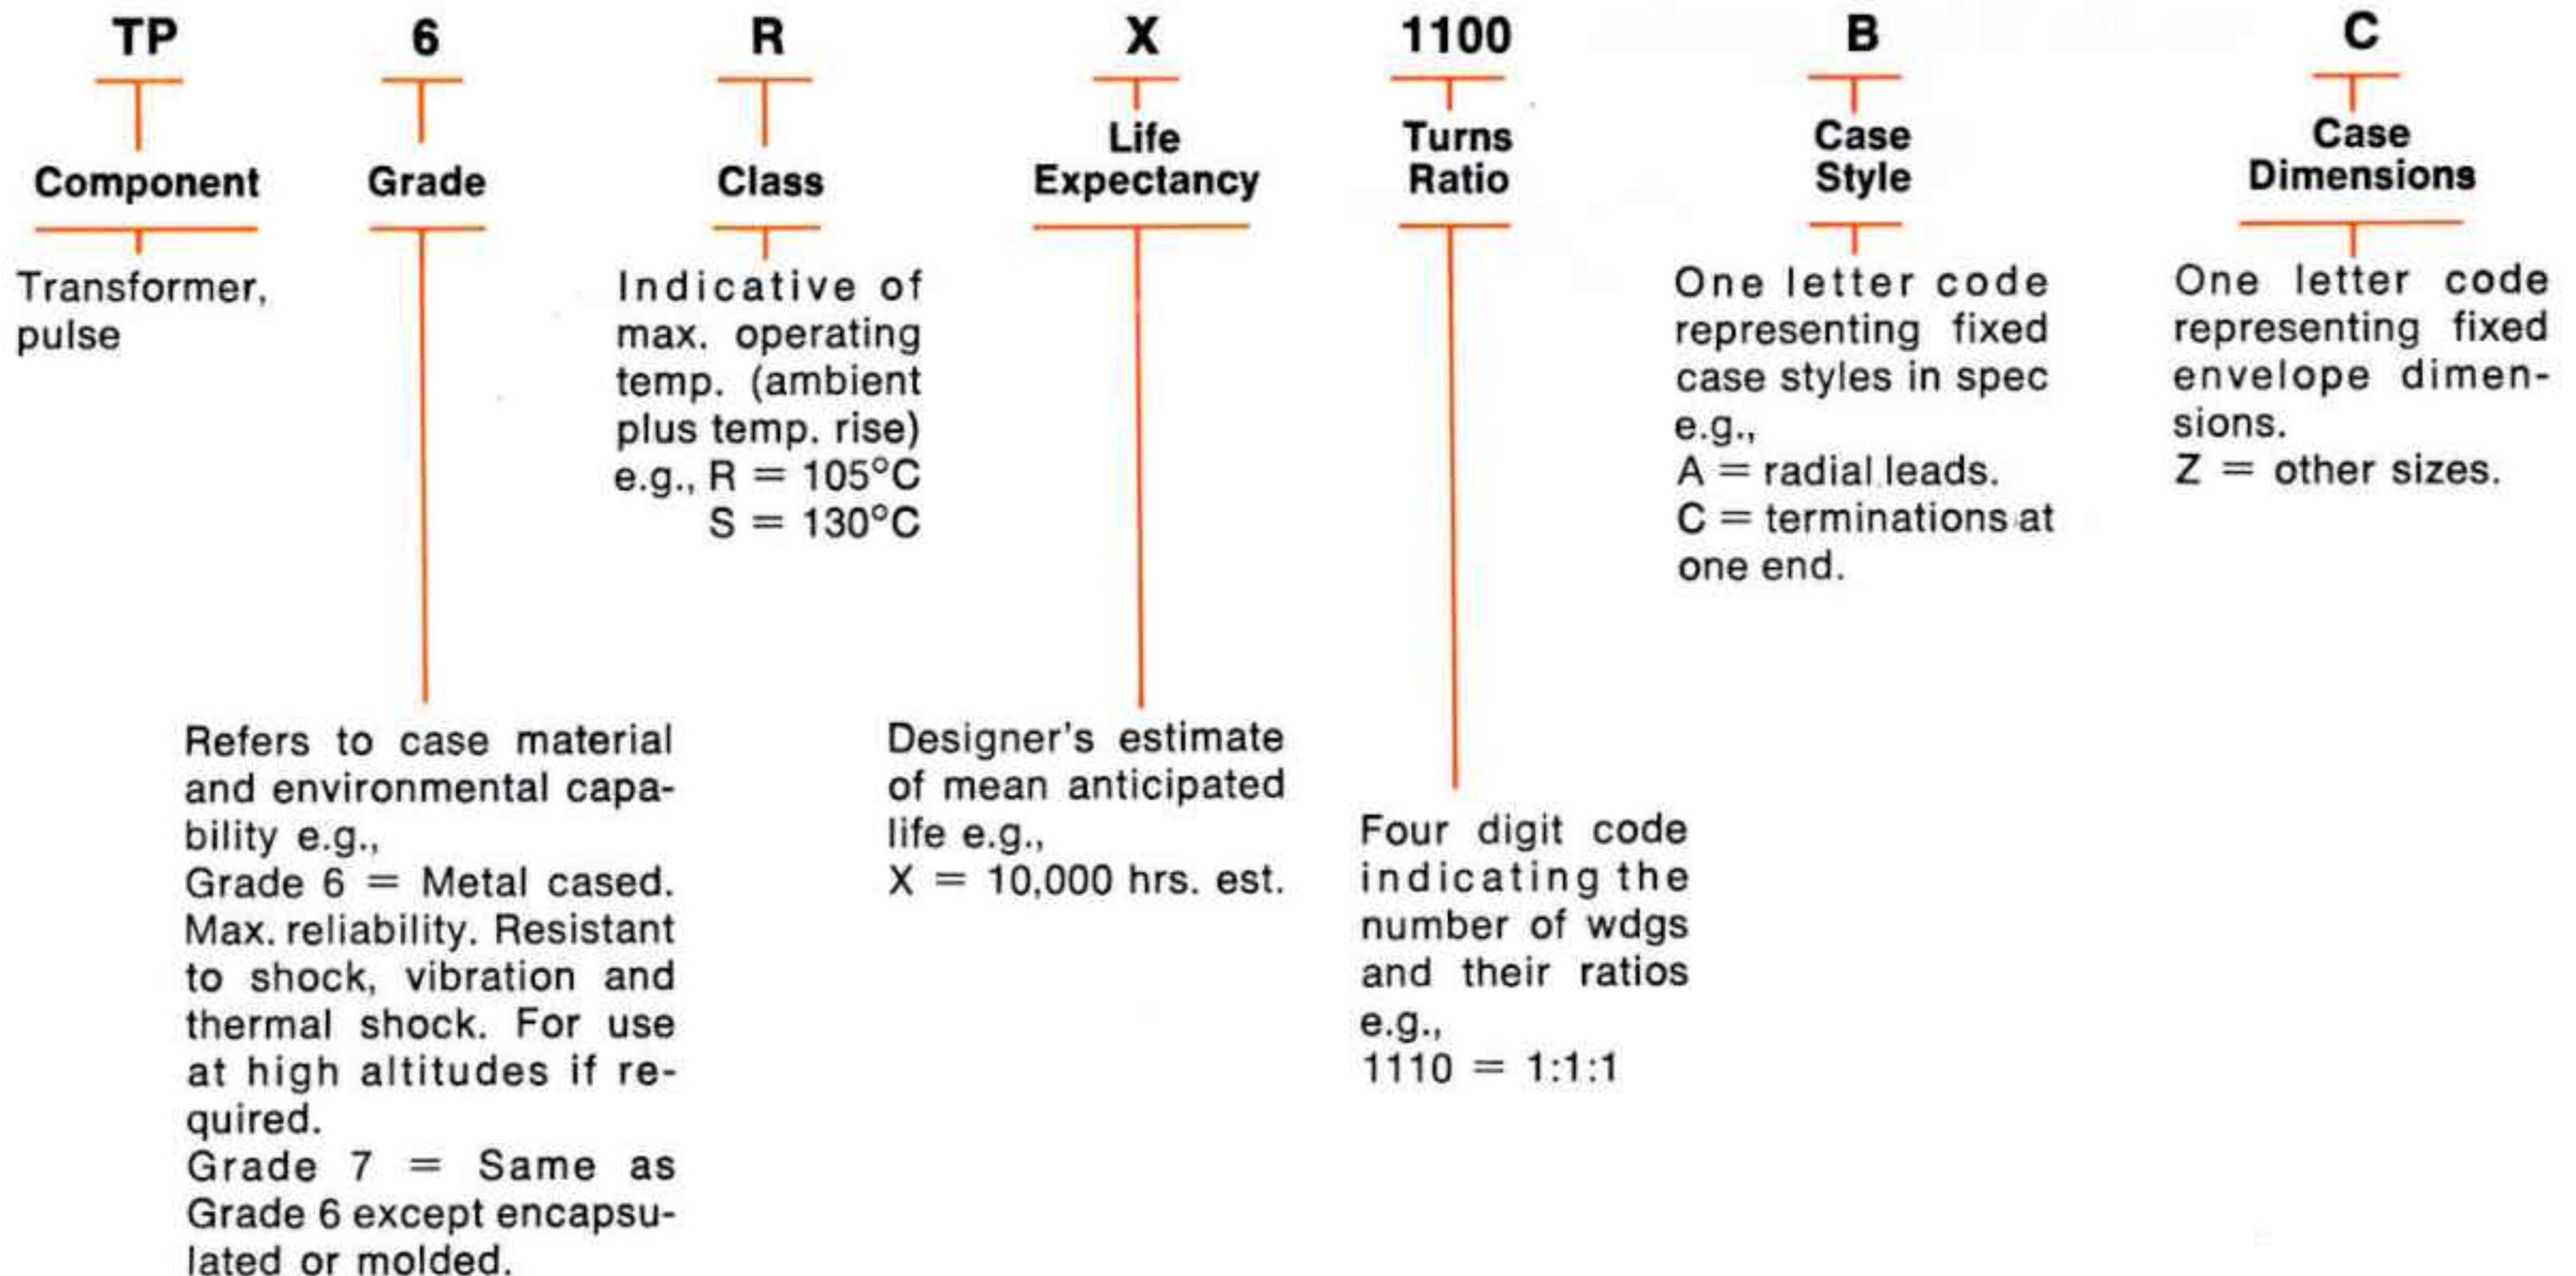 TP 6 R X 1100 B C
Component
Grade
Class
Life
Expectancy
Turns
Ratio
Case
Style
Case
Dimensions
Transformer,
pulse
Indicative of
max. operating
temp. (ambient
plus temp. rise)
e.g., R = 105°C
S = 130°C
One letter code
representing fixed
case styles in spec
e.g.,
A = radial leads.
C = terminations at
one end.
One letter code
representing fixed
envelope dimen-
sions.
Z = other sizes.
Refers to case material
and environmental capa-
bility e.g.,
Grade 6 = Metal cased.
Max. reliability. Resistant
to shock, vibration and
thermal shock. For use
at high altitudes if re-
quired.
Grade 7 = Same as
Grade 6 except encapsu-
lated or molded.
Designer's estimate
of mean anticipated
life e.g.,
X = 10,000 hrs. est.
Four digit code
indicating the
number of wdgs
and their ratios
e.g.,
1110 = 1:1:1